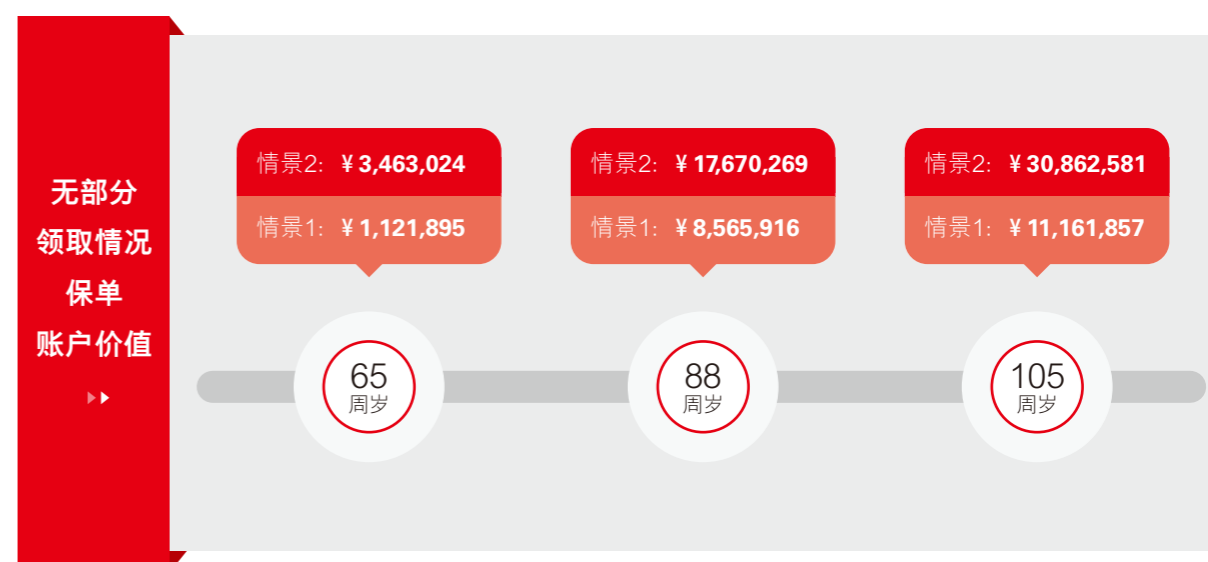 无部分
领取情况
保单
账户价值
情景2: ¥3,463,024
情景1: ¥1,121,895
65
周岁
情景2: ¥17,670,269
情景1: ¥8,565,916
88
周岁
情景2: ¥30,862,581
情景1: ¥11,161,857
105
周岁